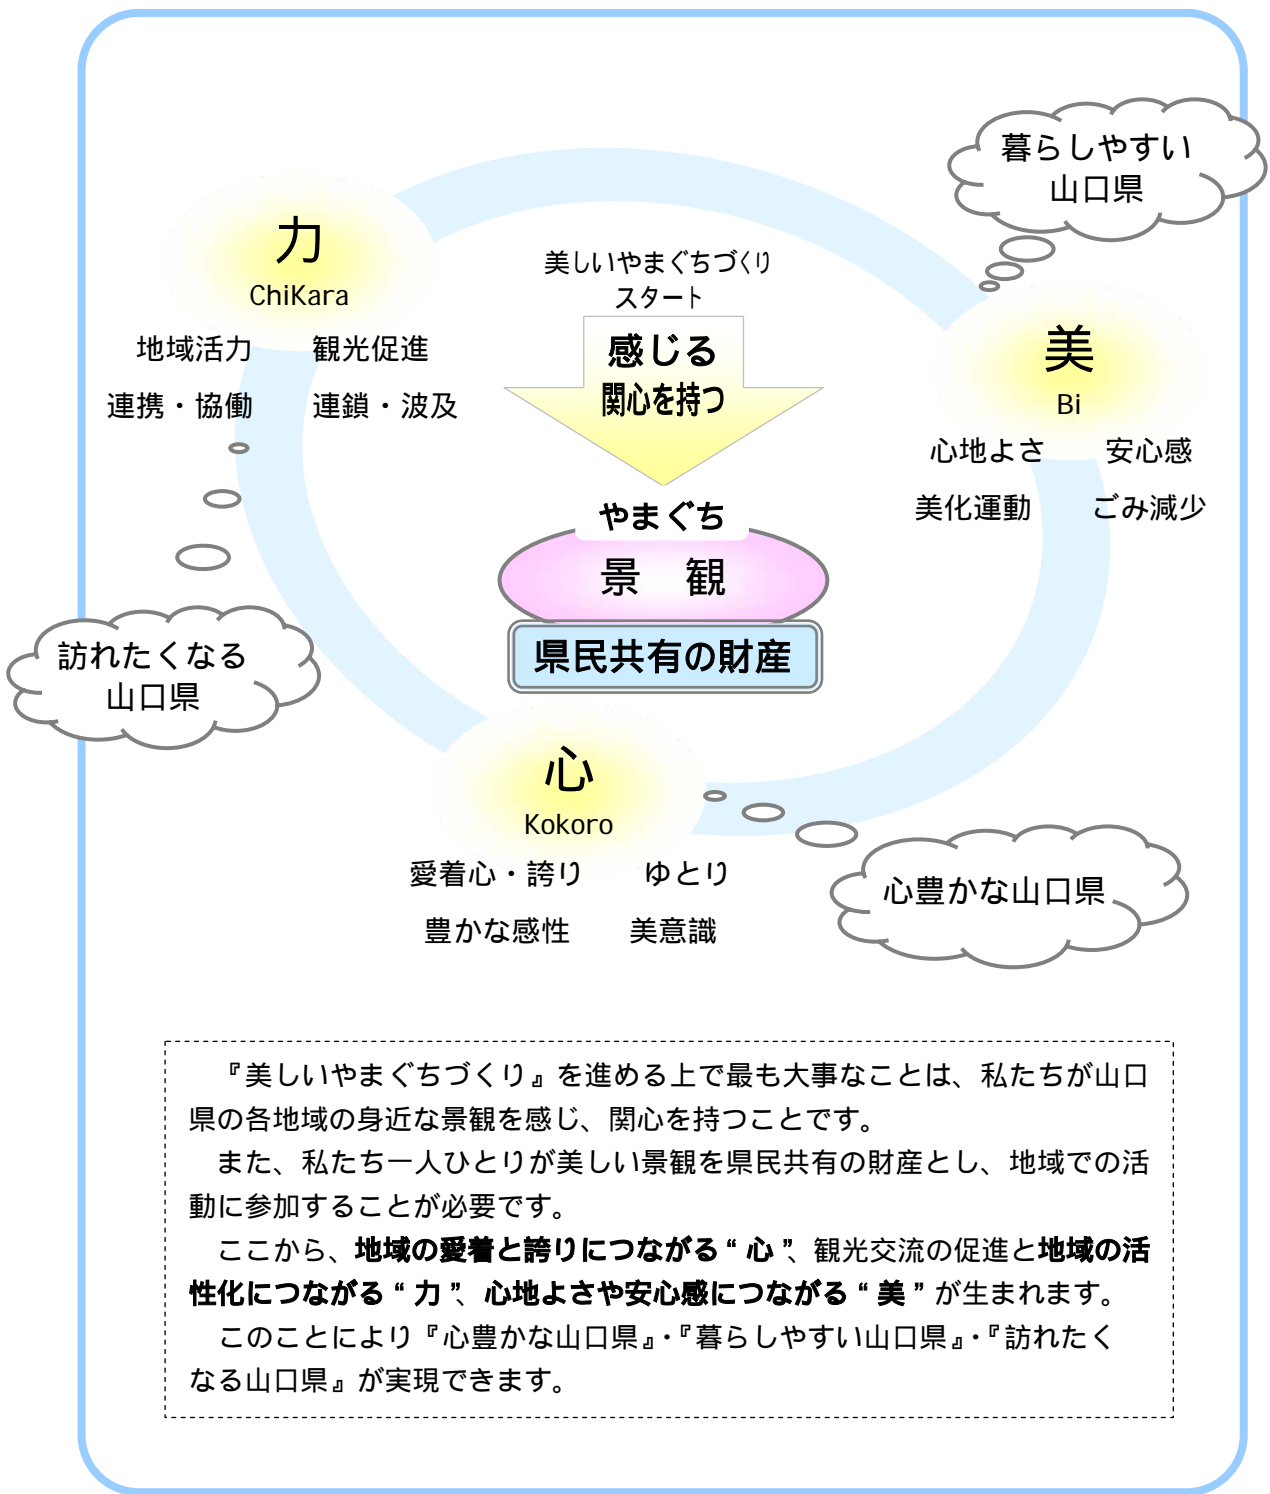 暮らしやすい
山口県
力
ChiKara
地域活力　観光促進
連携・協働　連鎖・波及
美しいやまぐちづくり
スタート
感じる
関心を持つ
美
Bi
心地よさ　安心感
美化運動　ごみ減少
やまぐち
景　観
県民共有の財産
訪れたくなる
山口県
心
Kokoro
愛着心・誇り　ゆとり
豊かな感性　美意識
心豊かな山口県
『美しいやまぐちづくり』を進める上で最も大事なことは、私たちが山口
県の各地域の身近な景観を感じ、関心を持つことです。
また、私たち一人ひとりが美しい景観を県民共有の財産とし、地域での活
動に参加することが必要です。
ここから、地域の愛着と誇りにつながる“心”、観光交流の促進と地域の活
性化につながる“力”、心地よさや安心感につながる“美”が生まれます。
このことにより『心豊かな山口県』・『暮らしやすい山口県』・『訪れたく
なる山口県』が実現できます。